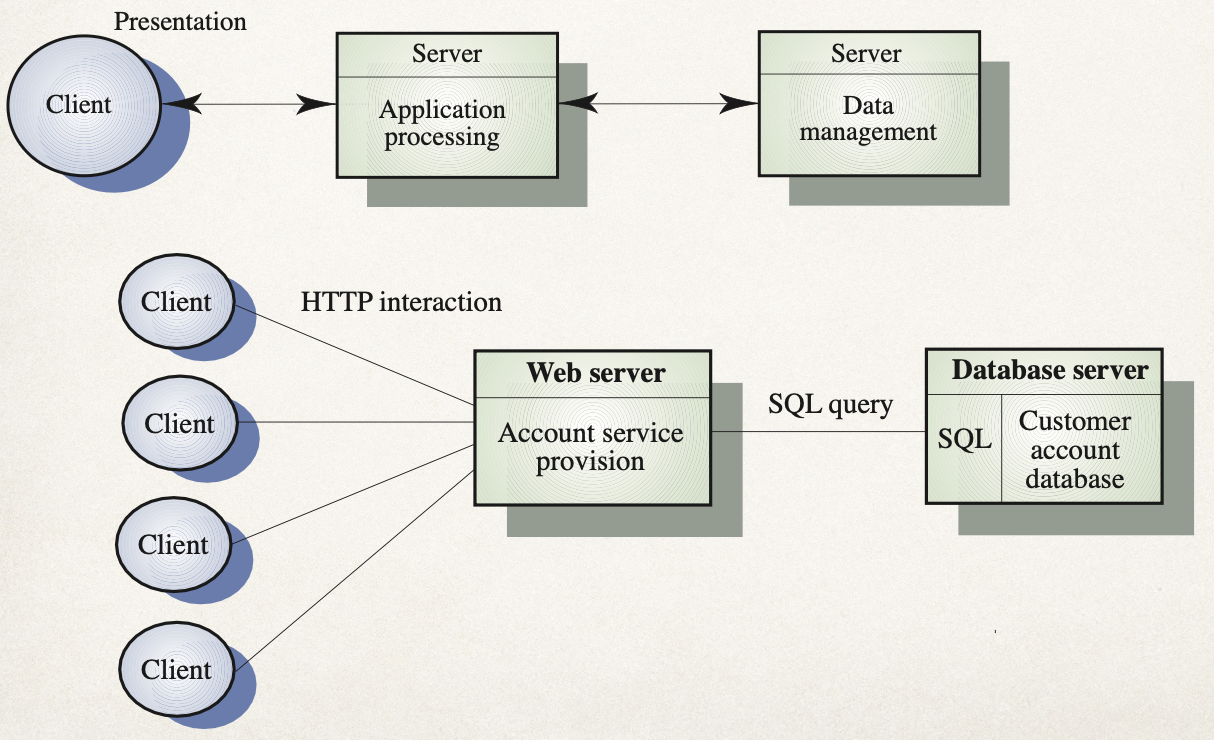 Presentation
Client
Server
Application
processing
Server
Data
management
Client
HTTP interaction
Client
Client
Client
Web server
Account service
provision
SQL query
Database server
SQL
Customer
account
database